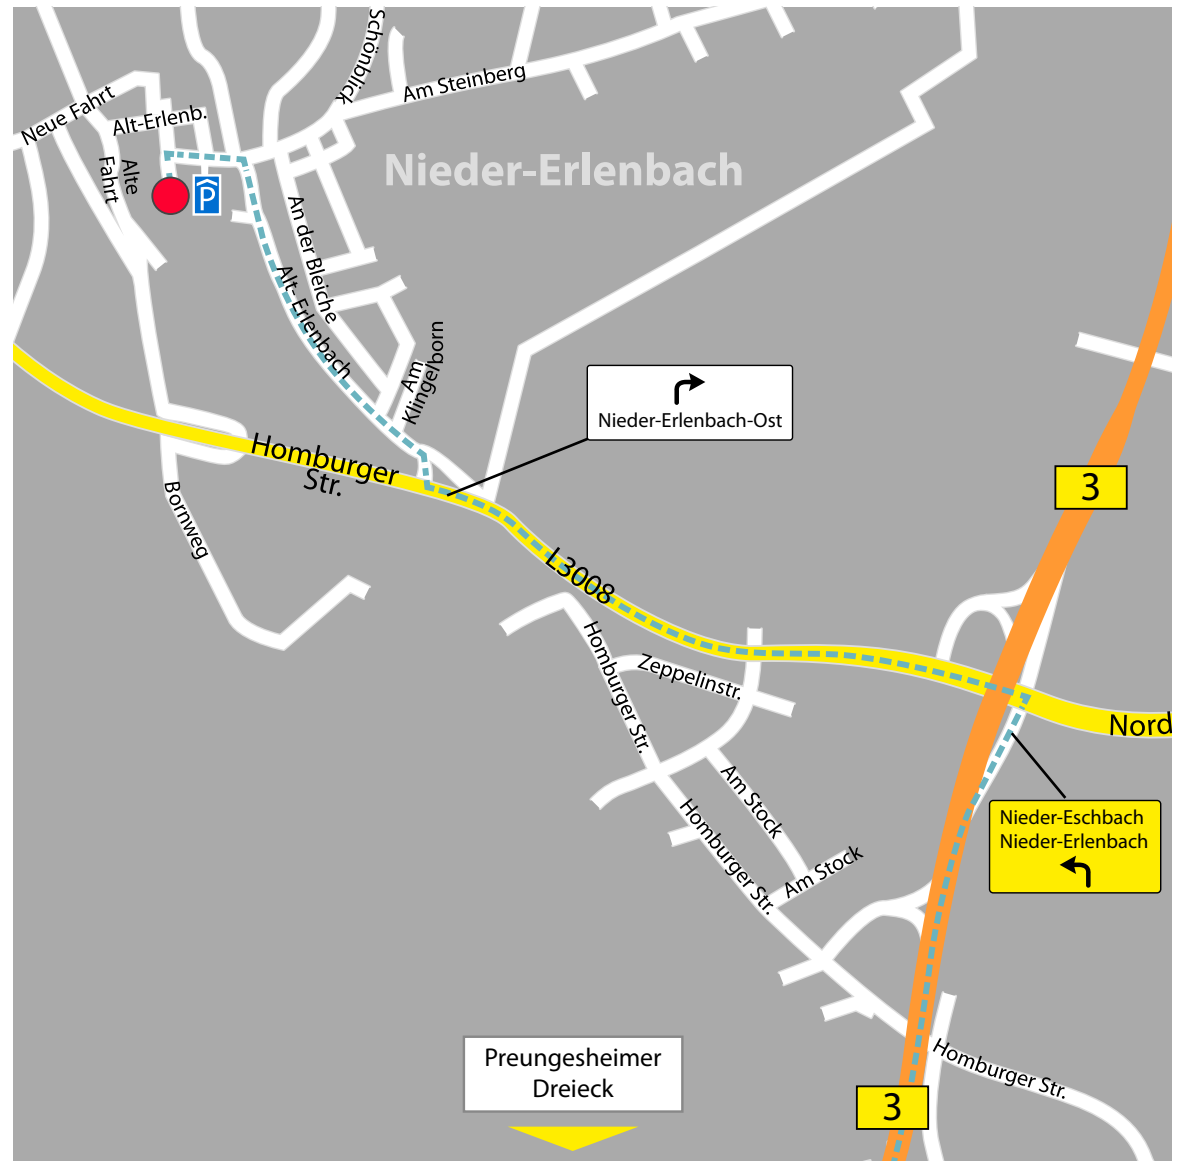 Schönblick
Am Steinberg
Neue Fahrt
Alt-Erlenb.
Alte
Fahrt
P
Nieder-Erlenbach
An der Bleiche
Alt- Erlenbach
Am
Klingelborn
Nieder-Erlenbach-Ost
Homburger
Str.
3
Bornweg
L3008
Homburger Str.
Zeppelinstr.
Nord
Am Stock
Homburger Str.
Nieder-Eschbach
Nieder-Erlenbach
Am Stock
Preungesheimer
Dreieck
Homburger Str.
3